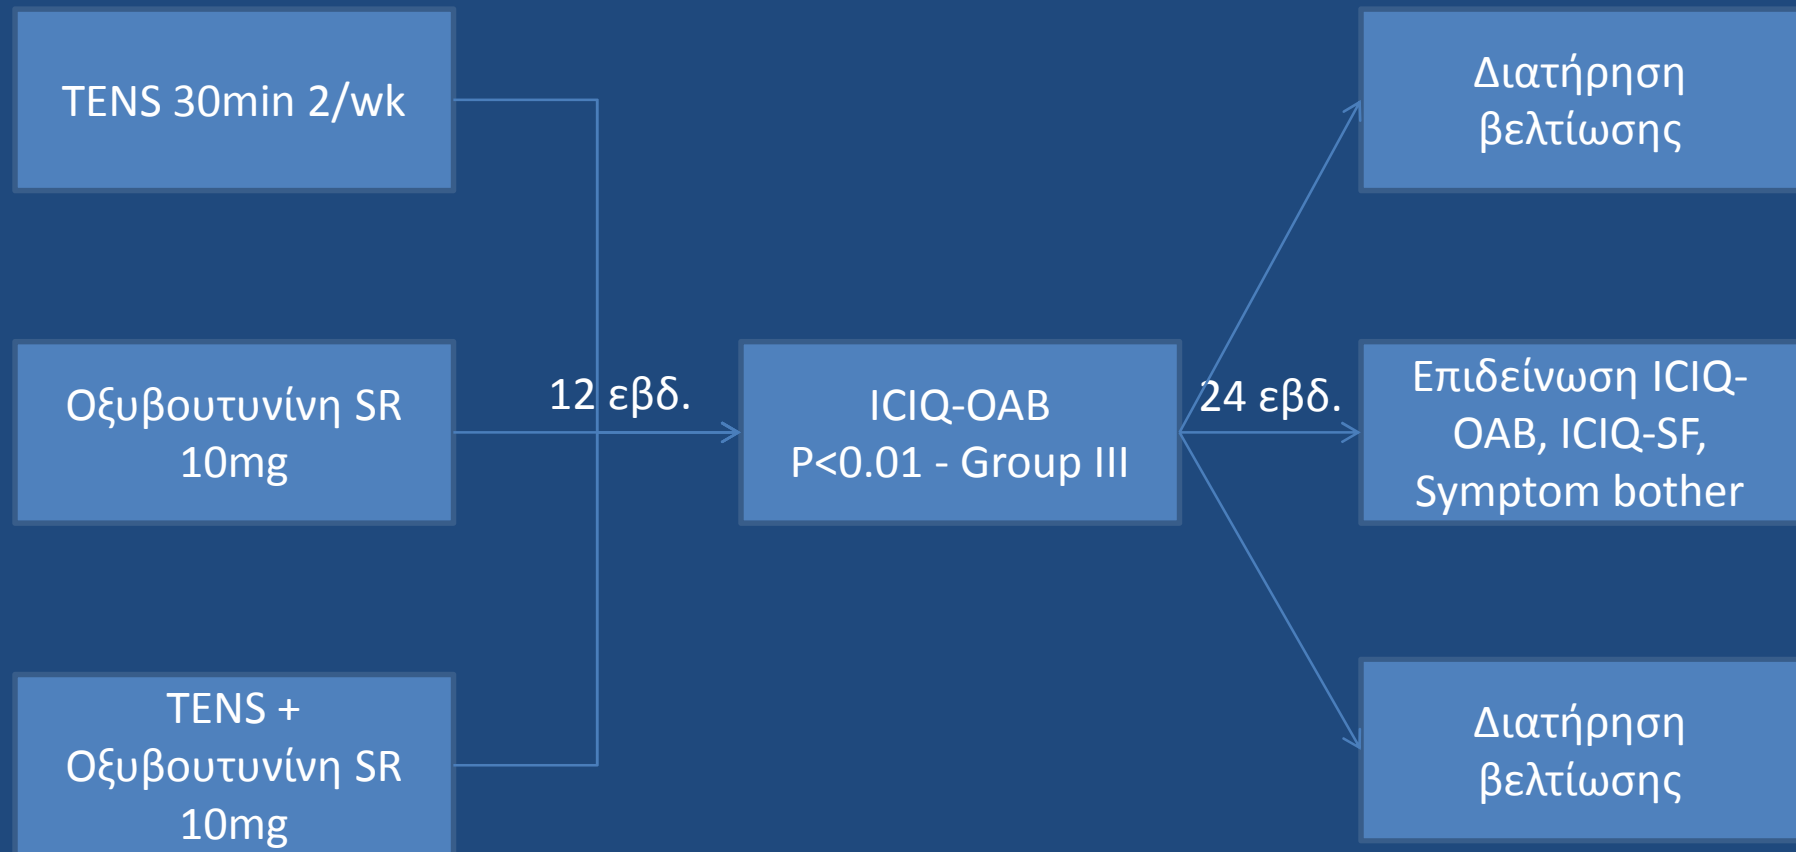 TENS 30min 2/wk
Οξυβουτυνίνη SR
10mg
TENS +
Οξυβουτυνίνη SR
10mg
12 εβδ.
ICIQ-OAB
P<0.01 - Group III
24 εβδ.
Διατήρηση
βελτίωσης
Επιδείνωση ICIQ-
OAB, ICIQ-SF,
Symptom bother
Διατήρηση
βελτίωσης